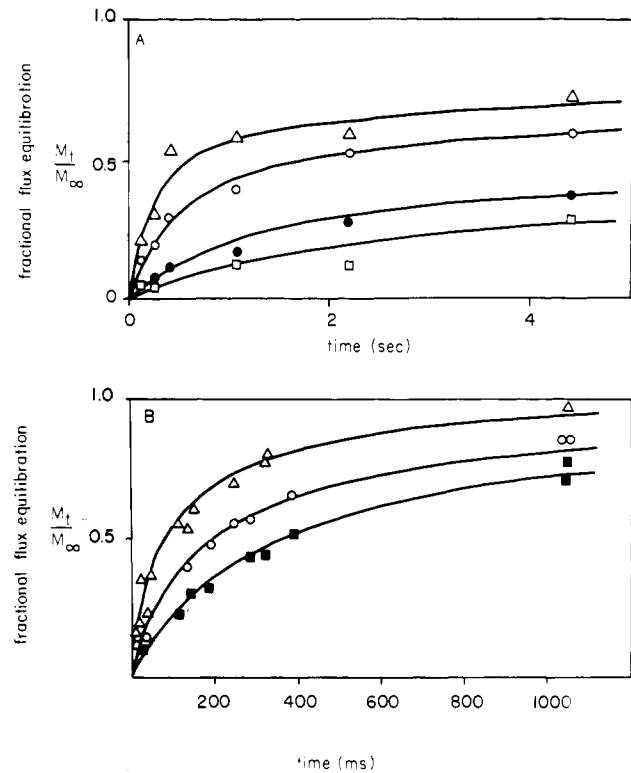 1.0
A
fractional flux equilibrotion
Mt
M∞
0.5
0
0
2
4
time (sec)
1.0
B
fractional flux equilibration
Mt
M∞
0.5
200
400
600
800
1000
time (ms)